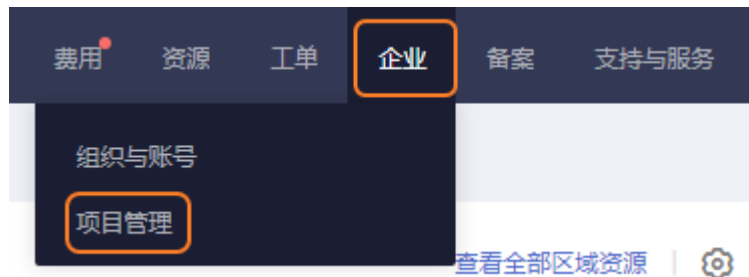 费用 资源 工单 企业 备案 支持与服务
组织与账号
项目管理
查看全部区域资源